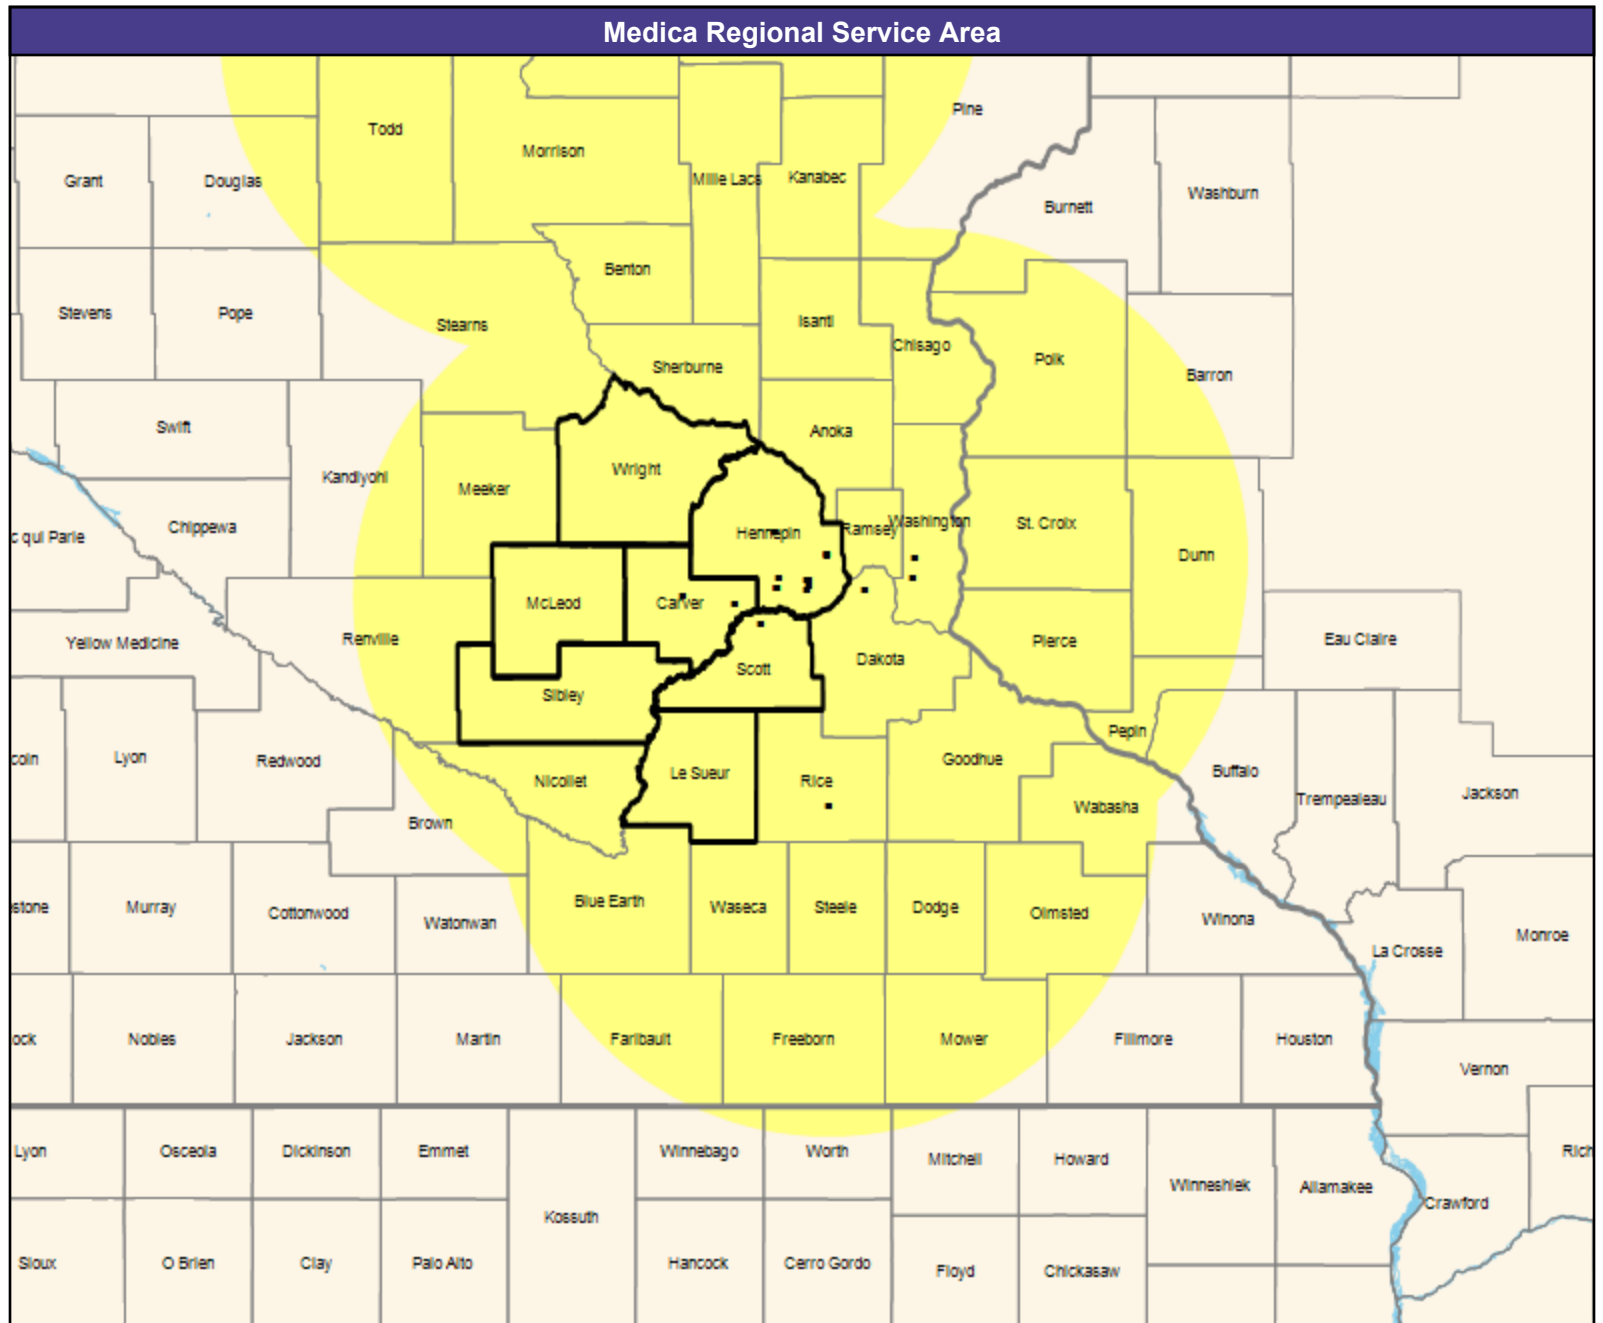 Medica Regional Service Area
Pine
Todd
Morrison
Grant
Douglas
Mille Lacs
Kanabec
Washburn
Burnett
Benton
Stevens
Pope
Stearns
Isanti
Chisago
Polk
Sherburne
Barron
Swift
Anoka
Wright
Kandiyohi
Meeker
Chippewa
Hennepin
Ramsey
Washington
St. Croix
c qui Parle
Dunn
McLeod
Carver
Yellow Medicine
Renville
Pierce
Eau Claire
Scott
Dakota
Sibley
Pepin
coln
Lyon
Redwood
Nicollet
Le Sueur
Rice
Goodhue
Buffalo
Trempealeau
Jackson
Wabasha
Brown
stone
Murray
Cottonwood
Watonwan
Blue Earth
Waseca
Steele
Dodge
Olmsted
Winona
La Crosse
Monroe
ock
Nobles
Jackson
Martin
Faribault
Freeborn
Mower
Fillmore
Houston
Vernon
Lyon
Osceola
Dickinson
Emmet
Winnebago
Worth
Mitchell
Howard
Rich
Winneshiek
Allamakee
Crawford
Kossuth
Sioux
O Brien
Clay
Palo Alto
Hancock
Cerro Gordo
Floyd
Chickasaw